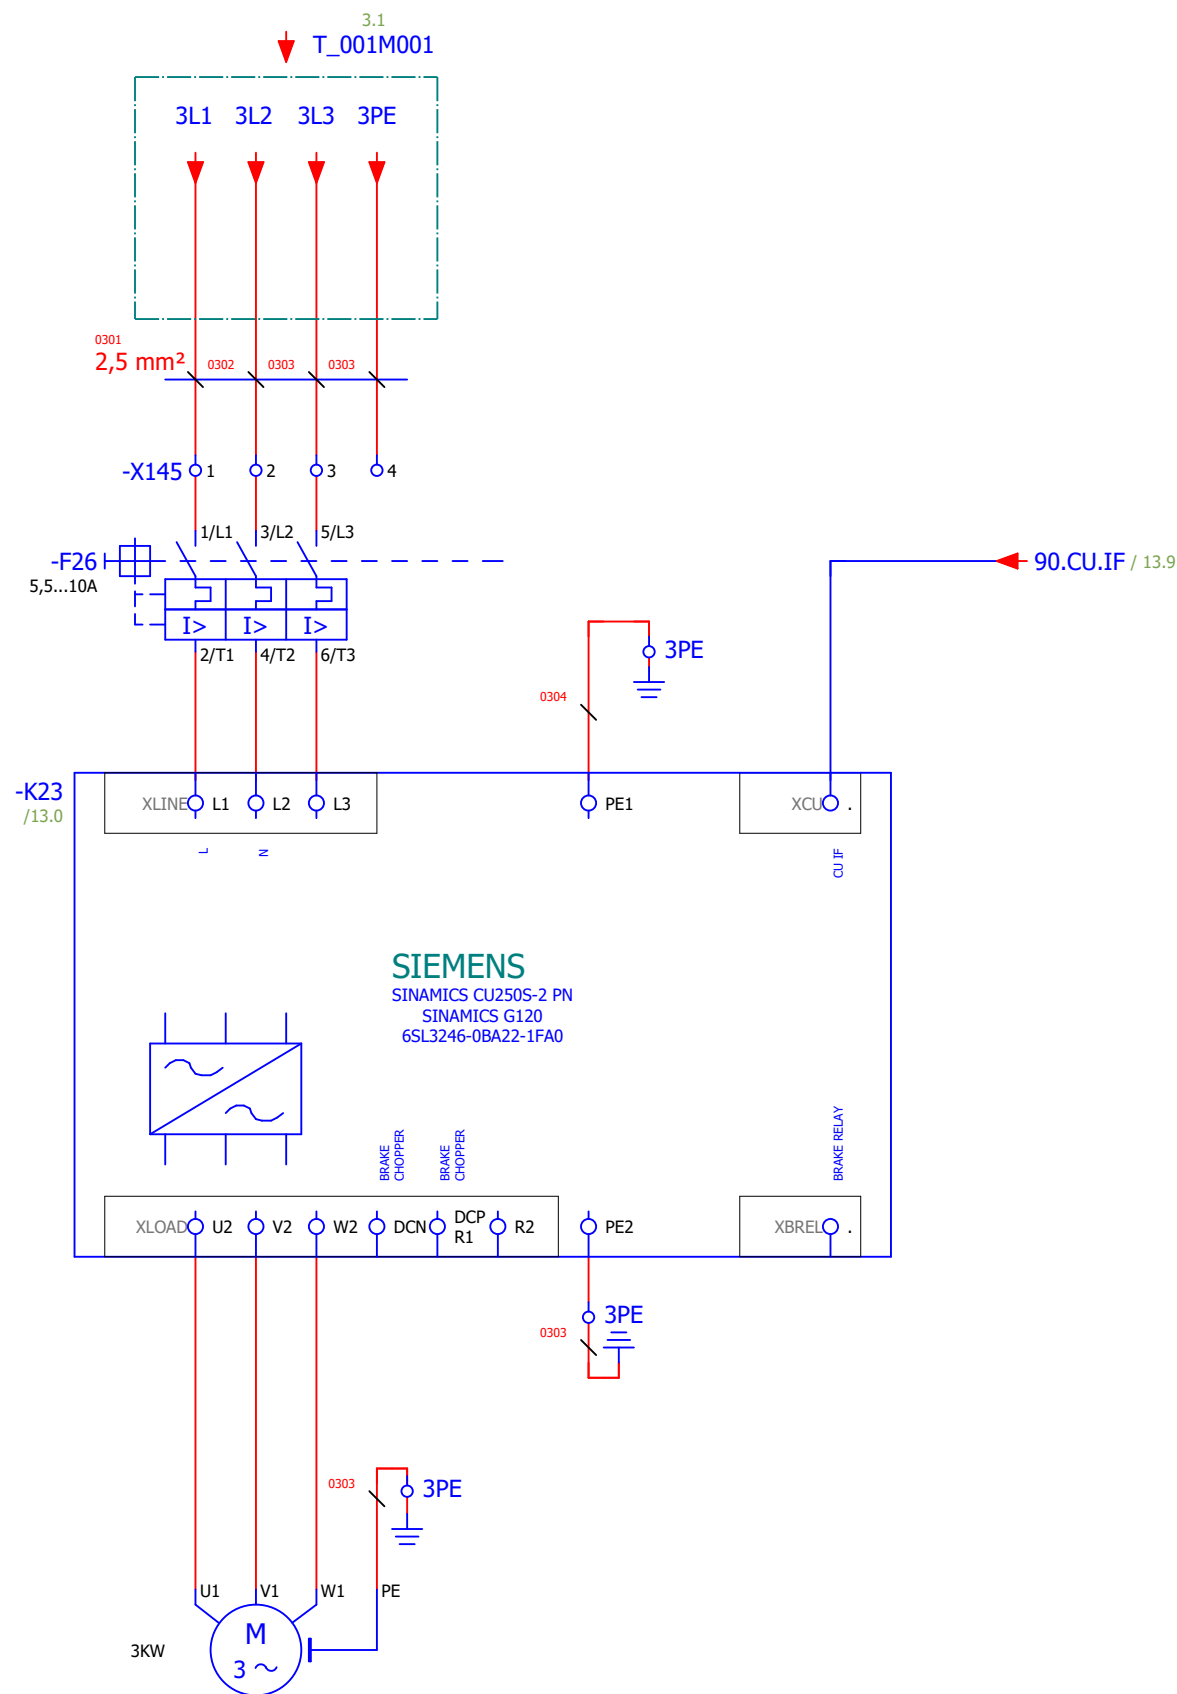 3.1
T_001M001
3L1 3L2 3L3 3PE
0301
2,5 mm² 0302 0303 0303
-X145 1 2 3 4
1/L1 3/L2 5/L3
-F26
5,5...10A
90.CU.IF / 13.9
I> I> I>
2/T1 4/T2 6/T3
3PE
0304
-K23
/13.0
XLINE L1 L2 L3 PE1 XCU .
L N CU IF
SIEMENS
SINAMICS CU250S-2 PN
SINAMICS G120
6SL3246-0BA22-1FA0
BRAKE
CHOPPER
BRAKE
CHOPPER
BRAKE RELAY
XLOAD U2 V2 W2 DCN DCP
R1
R2 PE2 XBREL .
3PE
0303
0303
3PE
U1 V1 W1 PE
M
3KW
3 ~